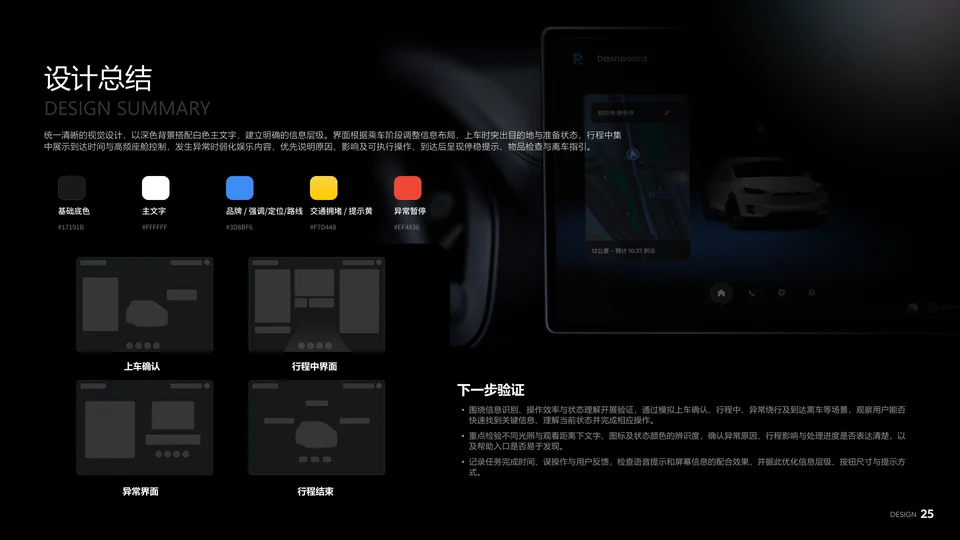 设计总结
DESIGN SUMMARY
统一清晰的视觉设计，以深色背景搭配白色主文字，建立明确的信息层级。界面根据乘车阶段调整信息布局，上车时突出目的地与准备状态，行程中集
中展示到达时间与高频座舱控制，发生异常时弱化娱乐内容，优先说明原因、影响及可执行操作，到达后呈现停稳提示、物品检查与离车指引。
基础底色
主文字
品牌 / 强调/定位/路线
交通拥堵 / 提示黄
异常暂停
#17191B
#FFFFFF
#3D8BF6
#F7D448
#EF4636
上车确认
行程中界面
异常界面
行程结束
Dashboard
12公里 · 预计 10:27 到达
下一步验证
• 围绕信息识别、操作效率与状态理解开展验证，通过模拟上车确认、行程中、异常绕行及到达离车等场景，观察用户能否
快速找到关键信息、理解当前状态并完成相应操作。
• 重点检验不同光照与观看距离下文字、图标及状态颜色的辨识度，确认异常原因、行程影响与处理进度是否表达清楚，以
及帮助入口是否易于发现。
• 记录任务完成时间、误操作与用户反馈，检查语音提示和屏幕信息的配合效果，并据此优化信息层级、按钮尺寸与提示方
式。
DESIGN 25